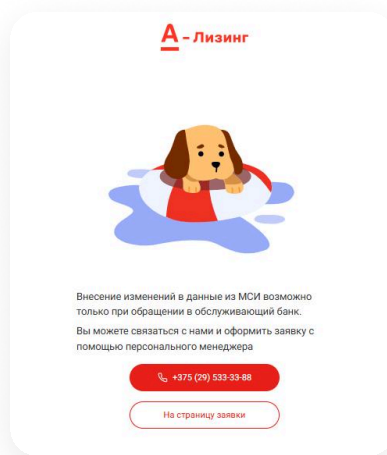 А – Лизинг
Внесение изменений в данные из МСИ возможно
только при обращении в обслуживающий банк.
Вы можете связаться с нами и оформить заявку с
помощью персонального менеджера
+375 (29) 533-33-88
На страницу заявки